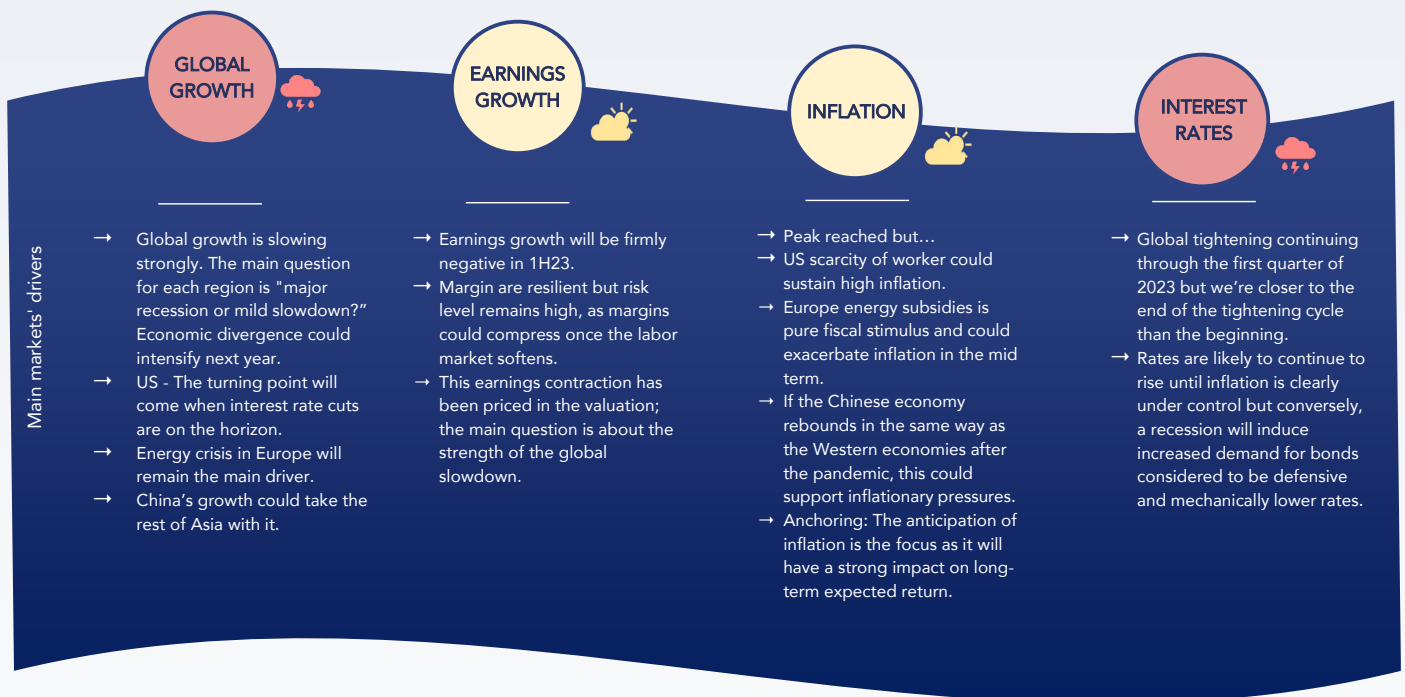 GLOBAL
GROWTH
EARNINGS
GROWTH
INFLATION
INTEREST
RATES
Main markets' drivers
→ Global growth is slowing
strongly. The main question
for each region is "major
recession or mild slowdown?”
Economic divergence could
intensify next year.
→ US - The turning point will
come when interest rate cuts
are on the horizon.
→ Energy crisis in Europe will
remain the main driver.
→ China’s growth could take the
rest of Asia with it.
→ Earnings growth will be firmly
negative in 1H23.
→ Margin are resilient but risk
level remains high, as margins
could compress once the labor
market softens.
→ This earnings contraction has
been priced in the valuation;
the main question is about the
strength of the global
slowdown.
→ Peak reached but…
→ US scarcity of worker could
sustain high inflation.
→ Europe energy subsidies is
pure fiscal stimulus and could
exacerbate inflation in the mid
term.
→ If the Chinese economy
rebounds in the same way as
the Western economies after
the pandemic, this could
support inflationary pressures.
→ Anchoring: The anticipation of
inflation is the focus as it will
have a strong impact on long-
term expected return.
→ Global tightening continuing
through the first quarter of
2023 but we’re closer to the
end of the tightening cycle
than the beginning.
→ Rates are likely to continue to
rise until inflation is clearly
under control but conversely,
a recession will induce
increased demand for bonds
considered to be defensive
and mechanically lower rates.